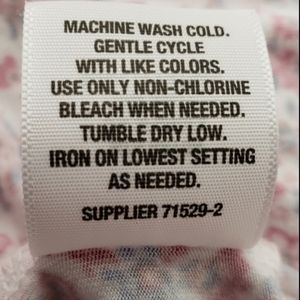 MACHINE WASH COLD.
GENTLE CYCLE
WITH LIKE COLORS.
USE ONLY NON-CHLORINE
BLEACH WHEN NEEDED.
TUMBLE DRY LOW.
IRON ON LOWEST SETTING
AS NEEDED.
SUPPLIER 71529-2